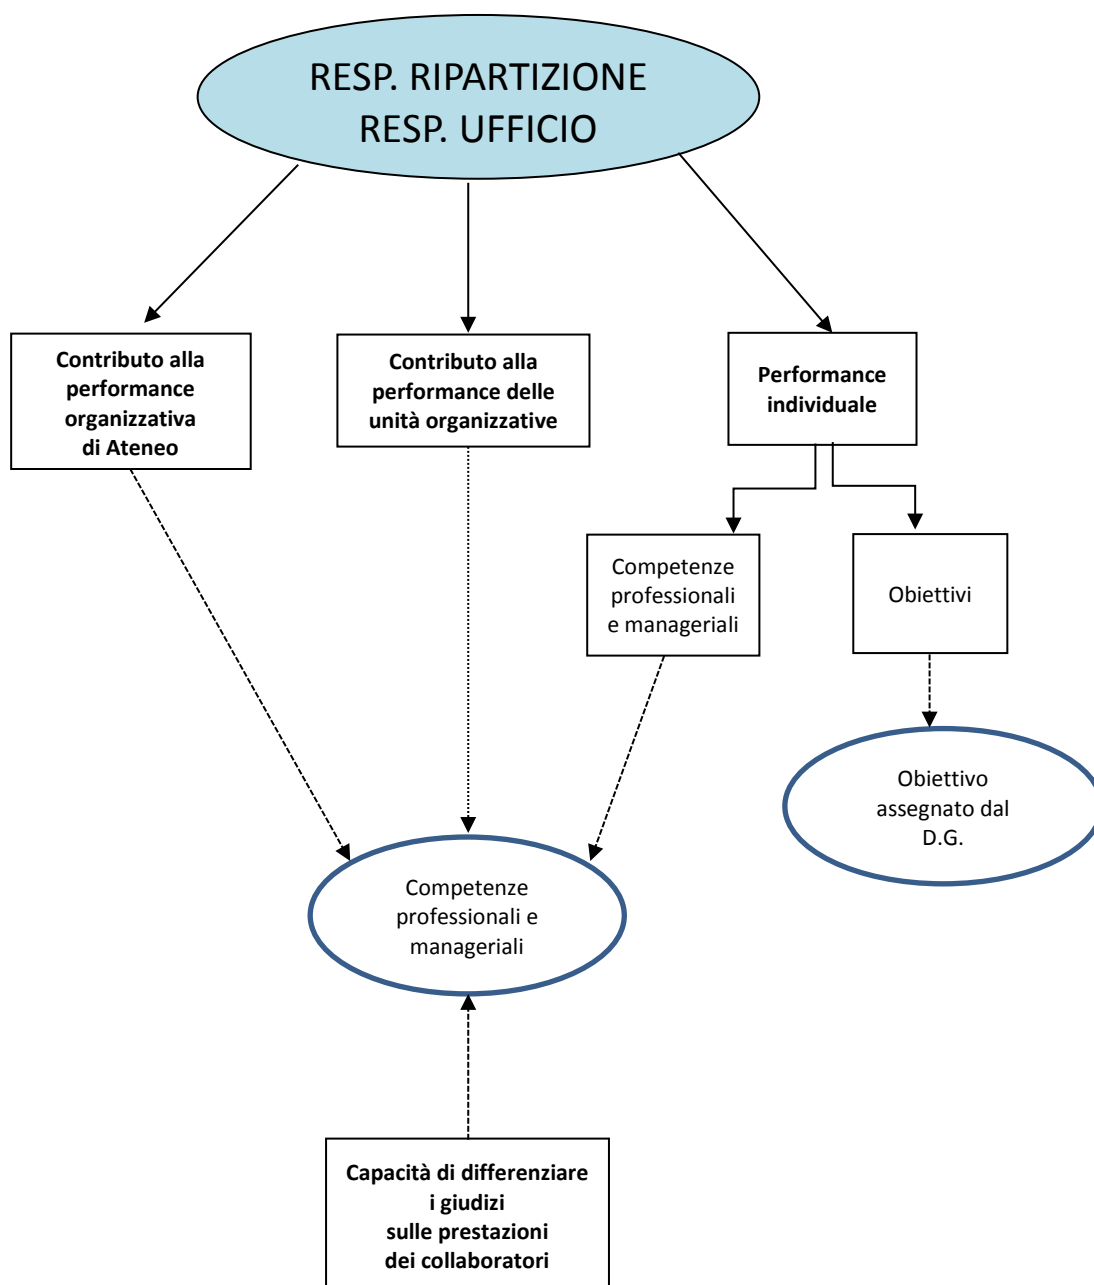 RESP. RIPARTIZIONE
RESP. UFFICIO
Contributo alla
performance
organizzativa
di Ateneo
Contributo alla
performance delle
unità organizzative
Performance
individuale
Competenze
professionali
e manageriali
Obiettivi
Obiettivo
assegnato dal
D.G.
Competenze
professionali e
manageriali
Capacità di differenziare
i giudizi
sulle prestazioni
dei collaboratori